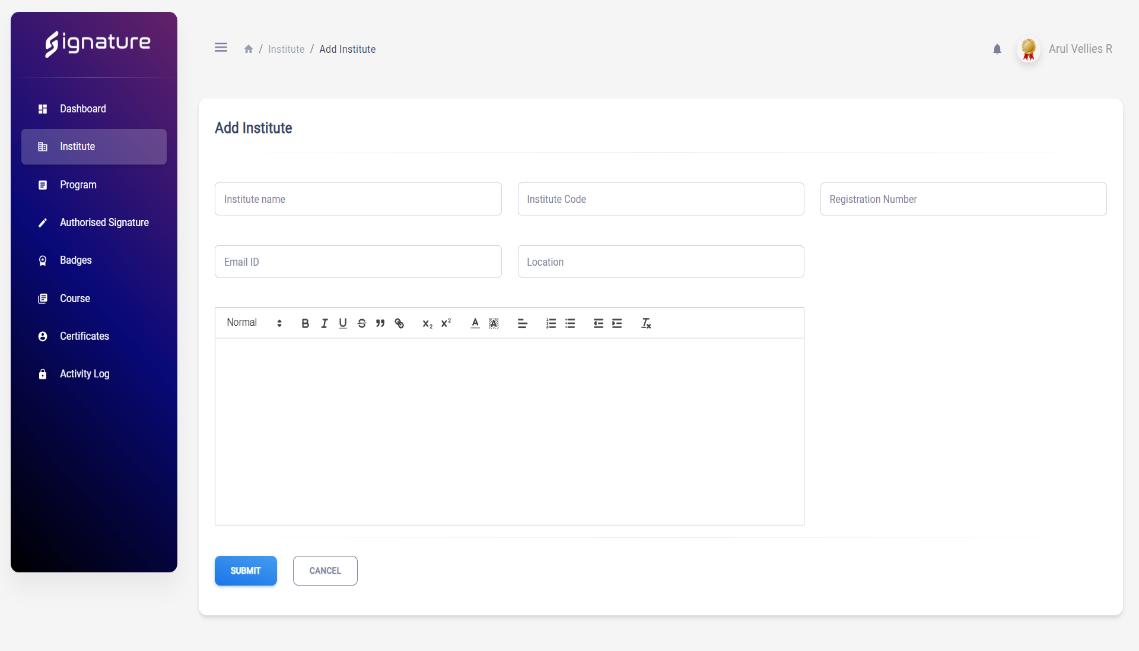 Signature
/ Institute / Add Institute
Arul Vellies R
Dashboard
Institute
Program
Authorised Signature
Badges
Course
Certificates
Activity Log
Add Institute
Institute name
Institute Code
Registration Number
Email ID
Location
Normal
SUBMIT
CANCEL